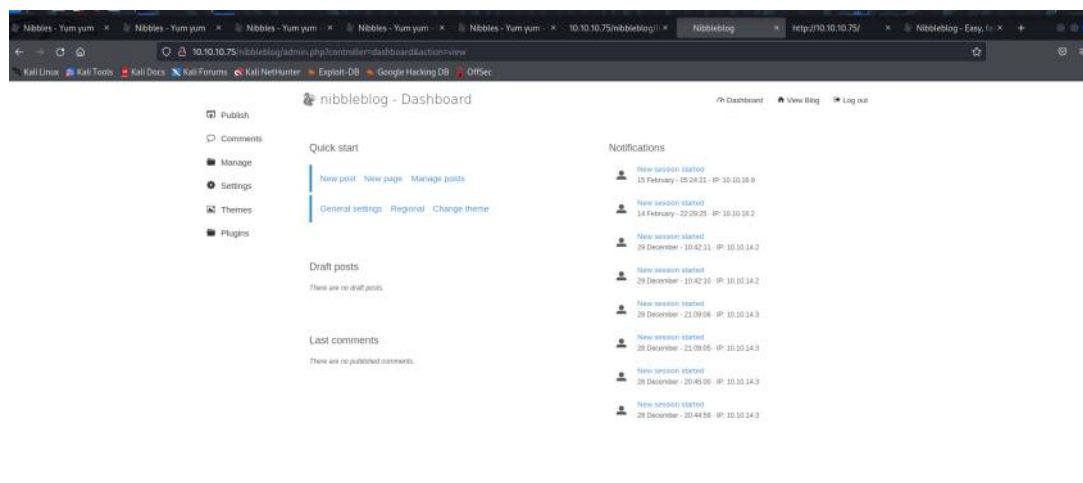 Nibbles - Yum yum × Nibbles - Yum yum × Nibbles - Yum yum × Nibbles - Yum yum × Nibbles - Yum yum × 10.10.10.75/nibbleblog/ × Nibbleblog × http://10.10.10.75/ × Nibbleblog - Easy, × +
10.10.10.75/nibbleblog/admin.php?controller=dashboard&action=view
Kali Linux Kali Tools Kali Docs Kali Forums Kali NetHunter Exploit-DB Google Hacking DB OffSec
nibbleblog - Dashboard
Dashboard View Blog Log out
Publish
Comments
Manage
Settings
Themes
Plugins
Quick start
New post New page Manage posts
General settings Regional Change theme
Draft posts
There are no draft posts.
Last comments
There are no published comments.
Notifications
New session started
15 February - 05:24:21 - IP: 10.10.16.9
New session started
14 February - 22:29:25 - IP: 10.10.16.2
New session started
29 December - 10:42:11 - IP: 10.10.14.2
New session started
29 December - 10:42:10 - IP: 10.10.14.2
New session started
28 December - 21:09:06 - IP: 10.10.14.3
New session started
28 December - 21:09:05 - IP: 10.10.14.3
New session started
28 December - 20:45:00 - IP: 10.10.14.3
New session started
28 December - 20:44:59 - IP: 10.10.14.3